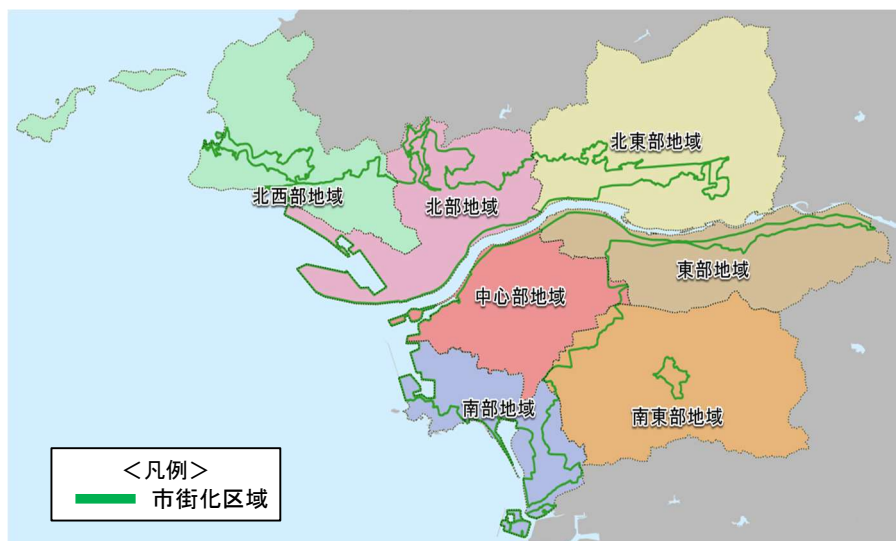 北東部地域
北西部地域
北部地域
東部地域
中心部地域
南部地域
南東部地域
＜凡例＞
市街化区域